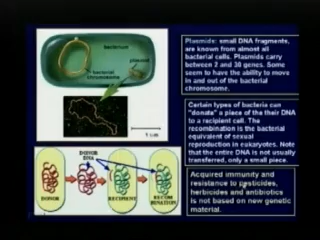 bacterium
plasmid
bacterial
chromosome
1 um
Plasmids: small DNA fragments,
are known from almost all
bacterial cells. Plasmids carry
between 2 and 30 genes. Some
seem to have the ability to move
in and out of the bacterial
chromosome.
Certain types of bacteria can
"donate" a piece of the their DNA
to a recipient cell. The
recombination is the bacterial
equivalent of sexual
reproduction in eukaryotes. Note
that the entire DNA is not usually
transferred, only a small piece.
DONOR
DNA
DONOR
RECIPIENT
RECOM
BINATION
Acquired immunity and
resistance to pesticides,
herbicides and antibiotics
is not based on new genetic
material.